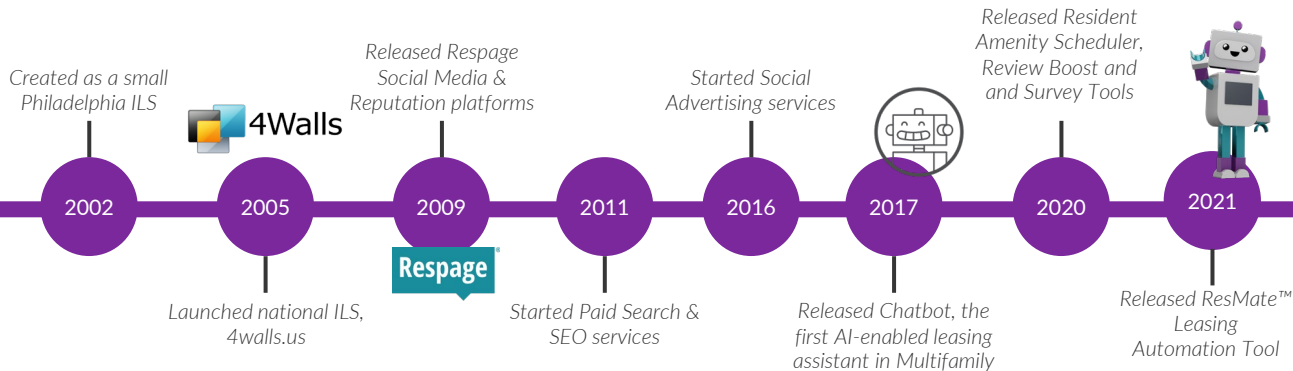 Created as a small
Philadelphia ILS
2002
4Walls
2005
Launched national ILS,
4walls.us
Released Respage
Social Media &
Reputation platforms
2009
Respage®
2011
Started Paid Search &
SEO services
Started Social
Advertising services
2016
2017
Released Chatbot, the
first AI-enabled leasing
assistant in Multifamily
Released Resident
Amenity Scheduler,
Review Boost and
and Survey Tools
2020
2021
Released ResMate™
Leasing
Automation Tool